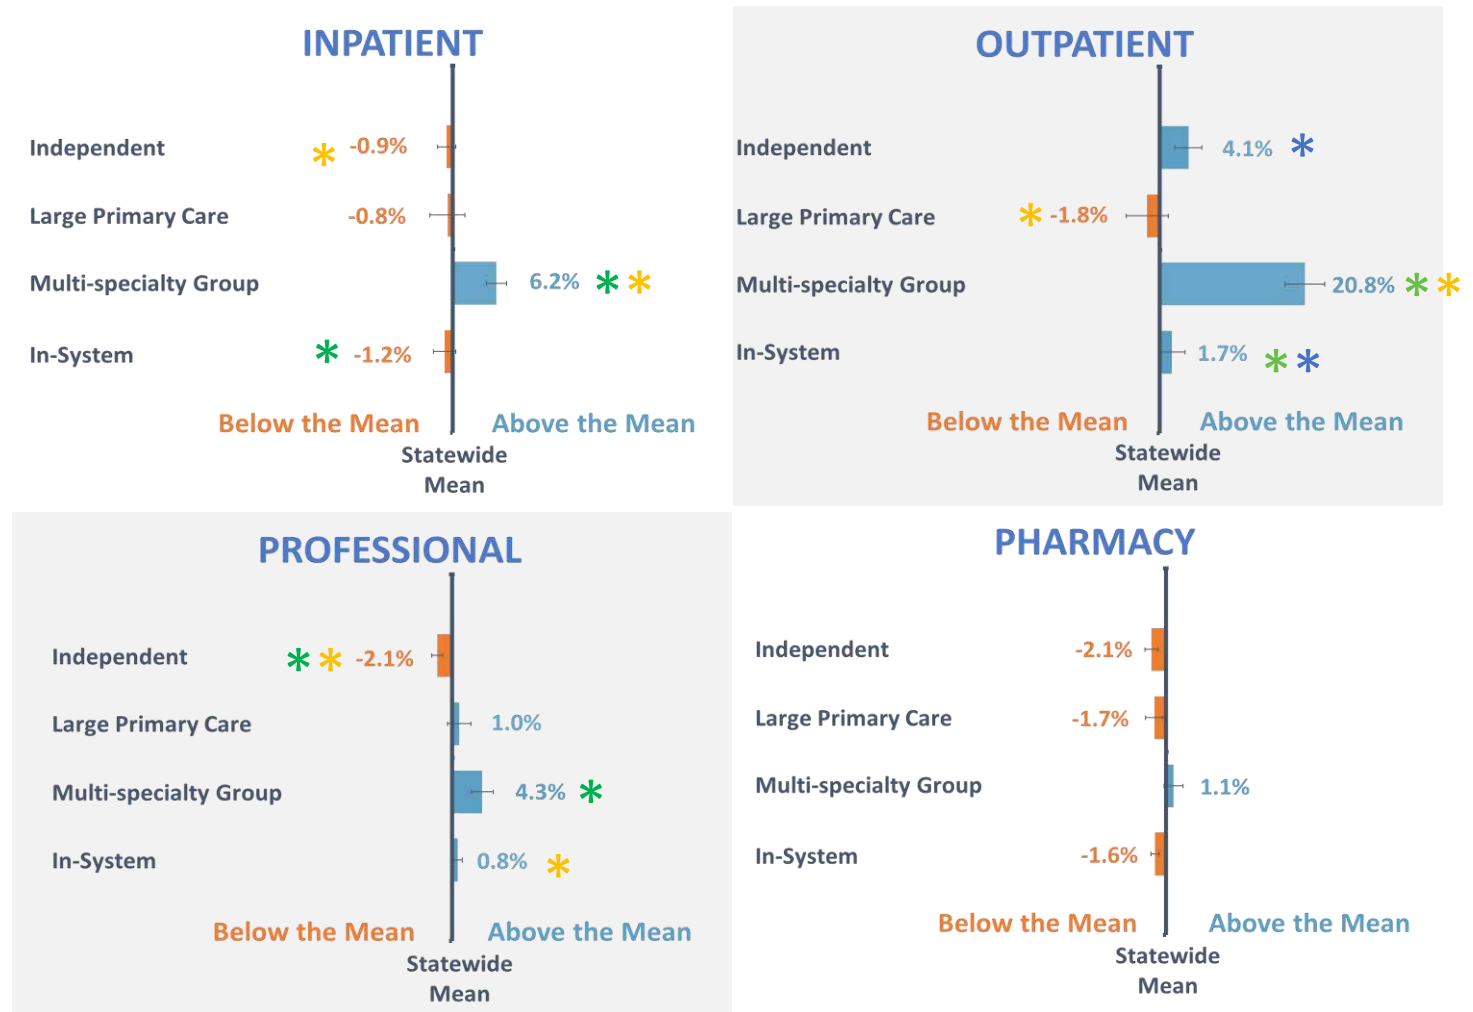 INPATIENT
Independent * -0.9%
Large Primary Care -0.8%
Multi-specialty Group 6.2% * *
In-System * -1.2%
Below the Mean Above the Mean
Statewide
Mean
OUTPATIENT
Independent 4.1% *
Large Primary Care * -1.8%
Multi-specialty Group 20.8% * *
In-System 1.7% * *
Below the Mean Above the Mean
Statewide
Mean
PROFESSIONAL
Independent * * -2.1%
Large Primary Care 1.0%
Multi-specialty Group 4.3% *
In-System 0.8% *
Below the Mean Above the Mean
Statewide
Mean
PHARMACY
Independent -2.1%
Large Primary Care -1.7%
Multi-specialty Group 1.1%
In-System -1.6%
Below the Mean Above the Mean
Statewide
Mean